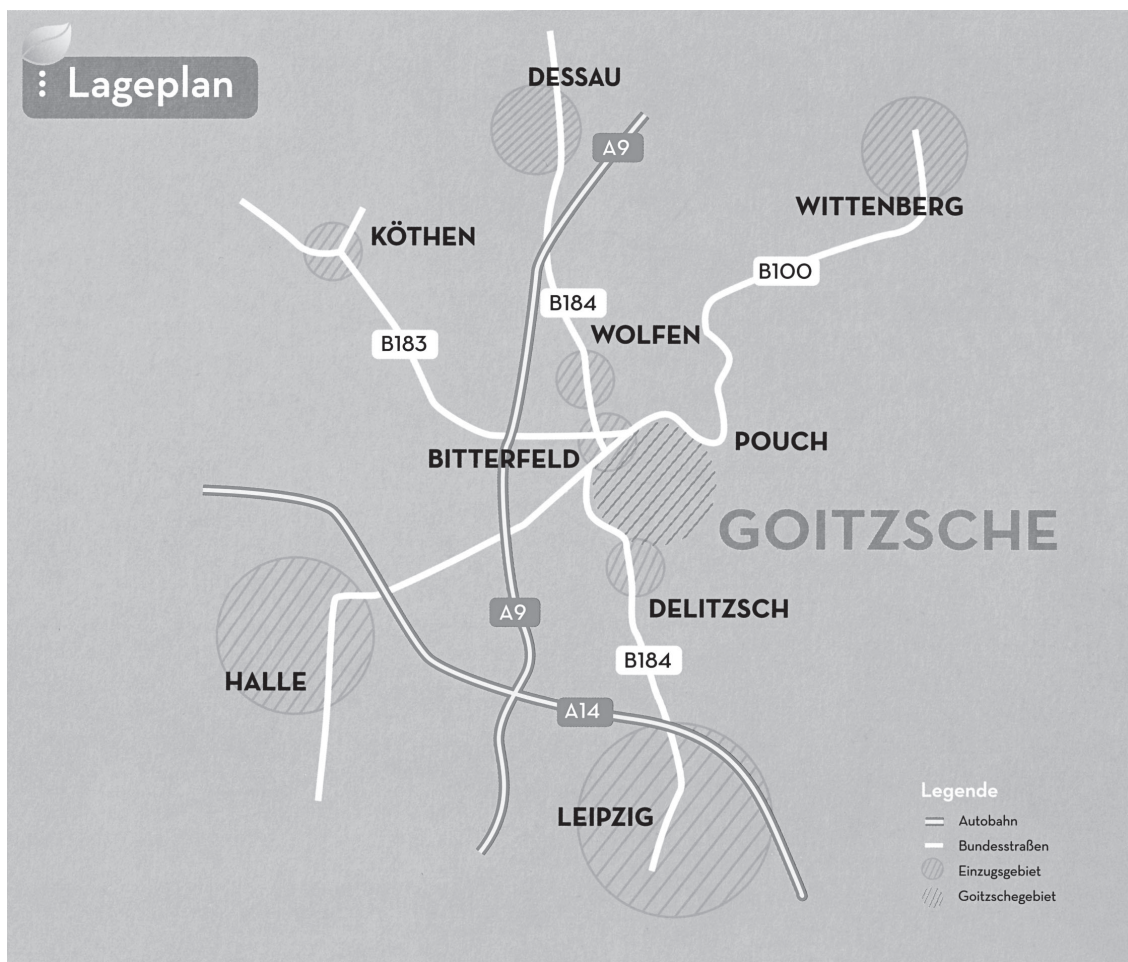 Lageplan
DESSAU
A9
WITTENBERG
KÖTHEN
B100
B184
WOLFEN
B183
POUCH
BITTERFELD
GOITZSCHE
DELITZSCH
A9
B184
HALLE
A14
LEIPZIG
Legende
Autobahn
Bundesstraßen
Einzugsgebiet
Goitzschegebiet